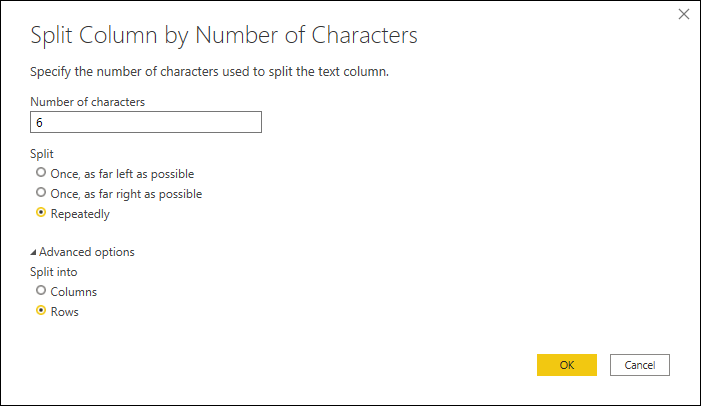 Split Column by Number of Characters
Specify the number of characters used to split the text column.
Number of characters
6
Split
Once, as far left as possible
Once, as far right as possible
Repeatedly
Advanced options
Split into
Columns
Rows
OK
Cancel